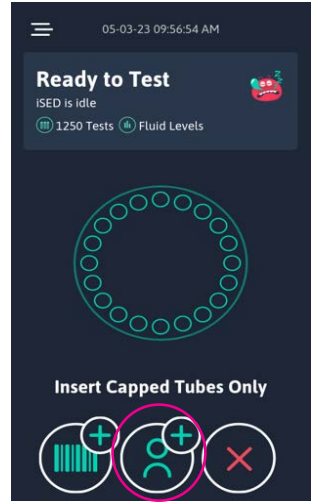 05-03-23 09:56:54 AM
Ready to Test
iSED is idle
1250 Tests Fluid Levels
Insert Capped Tubes Only